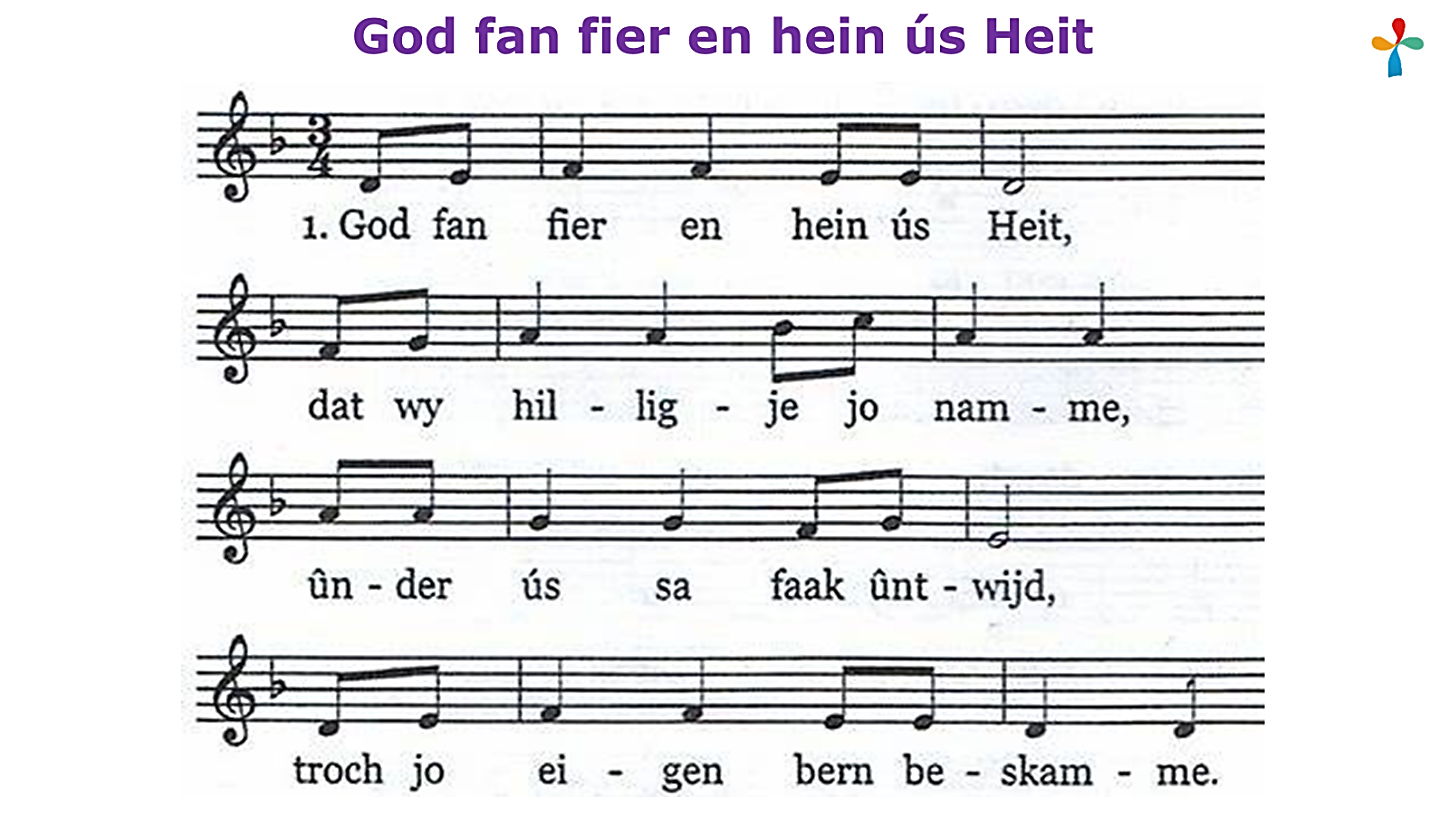 God fan fier en hein ús Heit
3
4
1. God fan fier en hein ús Heit,
dat wy hil - lig - je jo nam - me,
ûn - der ús sa faak ûnt - wijd,
troch jo ei - gen bern be - skam - me.